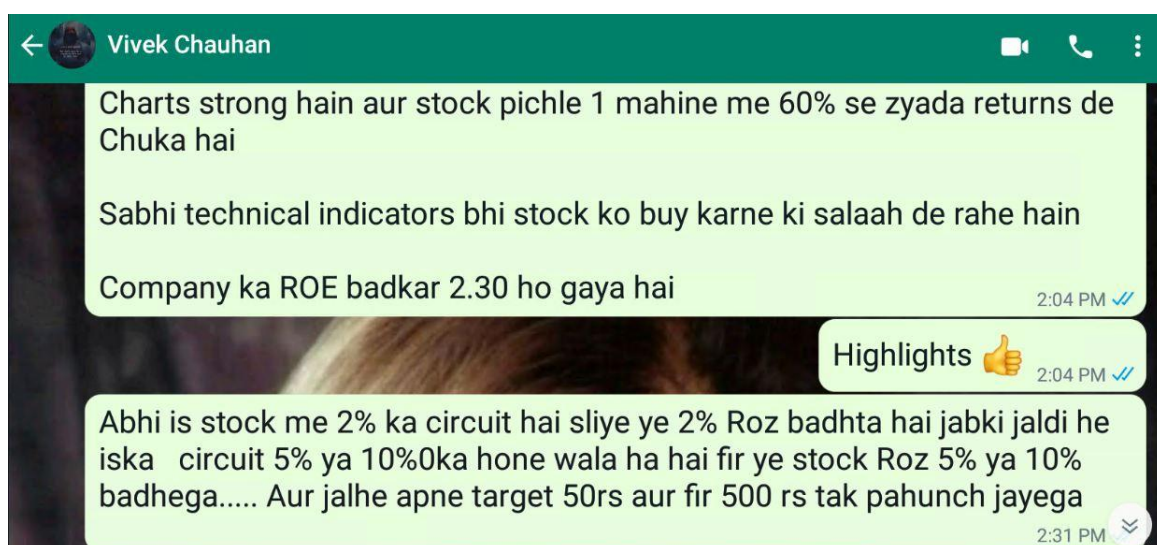 Vivek Chauhan
Charts strong hain aur stock pichle 1 mahine me 60% se zyada returns de
Chuka hai
Sabhi technical indicators bhi stock ko buy karne ki salaah de rahe hain
Company ka ROE badkar 2.30 ho gaya hai
2:04 PM
Highlights 👍
2:04 PM
Abhi is stock me 2% ka circuit hai sliye ye 2% Roz badhta hai jabki jaldi he
iska circuit 5% ya 10%0ka hone wala ha hai fir ye stock Roz 5% ya 10%
badhega..... Aur jalhe apne target 50rs aur fir 500 rs tak pahunch jayega
2:31 PM